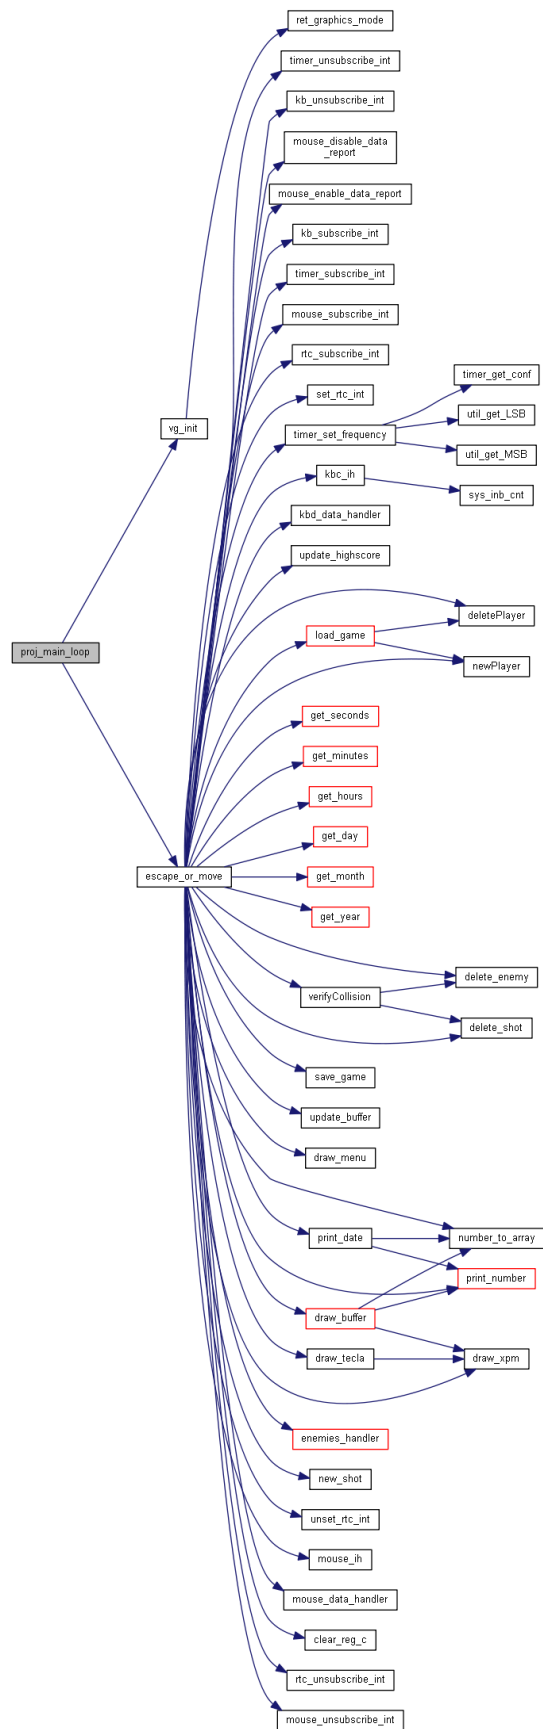 ret_graphics_mode
timer_unsubscribe_int
kb_unsubscribe_int
mouse_disable_data
_report
mouse_enable_data_report
kb_subscribe_int
timer_subscribe_int
mouse_subscribe_int
rtc_subscribe_int
timer_get_conf
set_rtc_int
util_get_LSB
vg_init
timer_set_frequency
util_get_MSB
kbc_ih
sys_inb_cnt
kbd_data_handler
update_highscore
deletePlayer
load_game
proj_main_loop
newPlayer
get_seconds
get_minutes
get_hours
get_day
escape_or_move
get_month
get_year
delete_enemy
verifyCollision
delete_shot
save_game
update_buffer
draw_menu
print_date
number_to_array
print_number
draw_buffer
draw_tecla
draw_xpm
enemies_handler
new_shot
unset_rtc_int
mouse_ih
mouse_data_handler
clear_reg_c
rtc_unsubscribe_int
mouse_unsubscribe_int